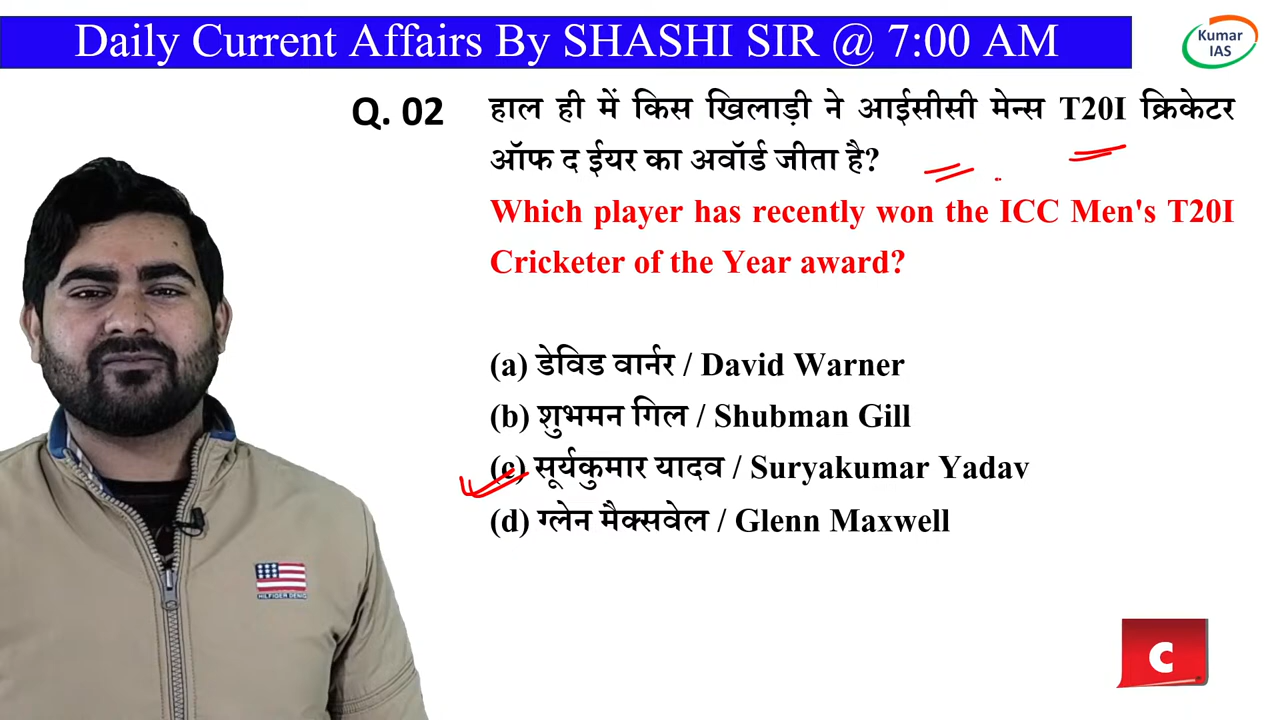 Daily Current Affairs By SHASHI SIR @ 7:00 AM
Kumar
IAS
Q. 02
हाल ही में किस खिलाड़ी ने आईसीसी मेन्स T20I क्रिकेटर
ऑफ द ईयर का अवॉर्ड जीता है?
Which player has recently won the ICC Men's T20I
Cricketer of the Year award?
(a) डेविड वार्नर / David Warner
(b) शुभमन गिल / Shubman Gill
(c) सूर्यकुमार यादव / Suryakumar Yadav
(d) ग्लेन मैक्सवेल / Glenn Maxwell
HILFIGER DENIM
C